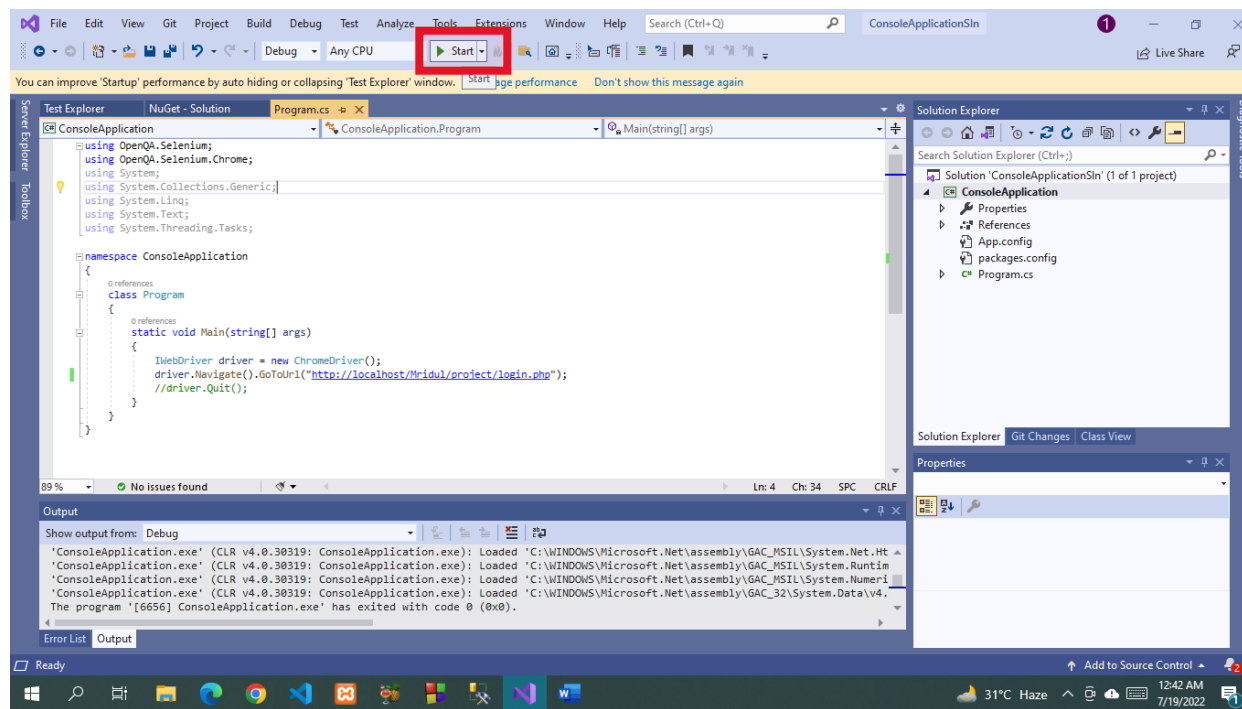 File Edit View Git Project Build Debug Test Analyze Tools Extensions Window Help Search (Ctrl+Q) ConsoleApplicationSln 1
Debug Any CPU Start Live Share
You can improve 'Startup' performance by auto hiding or collapsing 'Test Explorer' window. Start age performance Don't show this message again
Server Explorer
Toolbox
Test Explorer NuGet - Solution Program.cs
ConsoleApplication ConsoleApplication.Program Main(string[] args)
using OpenQA.Selenium;
using OpenQA.Selenium.Chrome;
using System;
using System.Collections.Generic;
using System.Linq;
using System.Text;
using System.Threading.Tasks;
namespace ConsoleApplication
{
0 references
class Program
{
0 references
static void Main(string[] args)
{
IWebDriver driver = new ChromeDriver();
driver.Navigate().GoToUrl("http://localhost/Mridul/project/login.php");
//driver.Quit();
}
}
}
89 % No issues found Ln: 4 Ch: 34 SPC CRLF
Output
Show output from: Debug
'ConsoleApplication.exe' (CLR v4.0.30319: ConsoleApplication.exe): Loaded 'C:\WINDOWS\Microsoft.Net\assembly\GAC_MSIL\System.Net.Ht
'ConsoleApplication.exe' (CLR v4.0.30319: ConsoleApplication.exe): Loaded 'C:\WINDOWS\Microsoft.Net\assembly\GAC_MSIL\System.Runtim
'ConsoleApplication.exe' (CLR v4.0.30319: ConsoleApplication.exe): Loaded 'C:\WINDOWS\Microsoft.Net\assembly\GAC_MSIL\System.Numeri
'ConsoleApplication.exe' (CLR v4.0.30319: ConsoleApplication.exe): Loaded 'C:\WINDOWS\Microsoft.Net\assembly\GAC_32\System.Data\v4.
The program '[6656] ConsoleApplication.exe' has exited with code 0 (0x0).
Error List Output
Solution Explorer
Search Solution Explorer (Ctrl+;)
Solution 'ConsoleApplicationSln' (1 of 1 project)
ConsoleApplication
Properties
References
App.config
packages.config
Program.cs
Solution Explorer Git Changes Class View
Properties
Ready Add to Source Control 2
31°C Haze 12:42 AM
7/19/2022 1